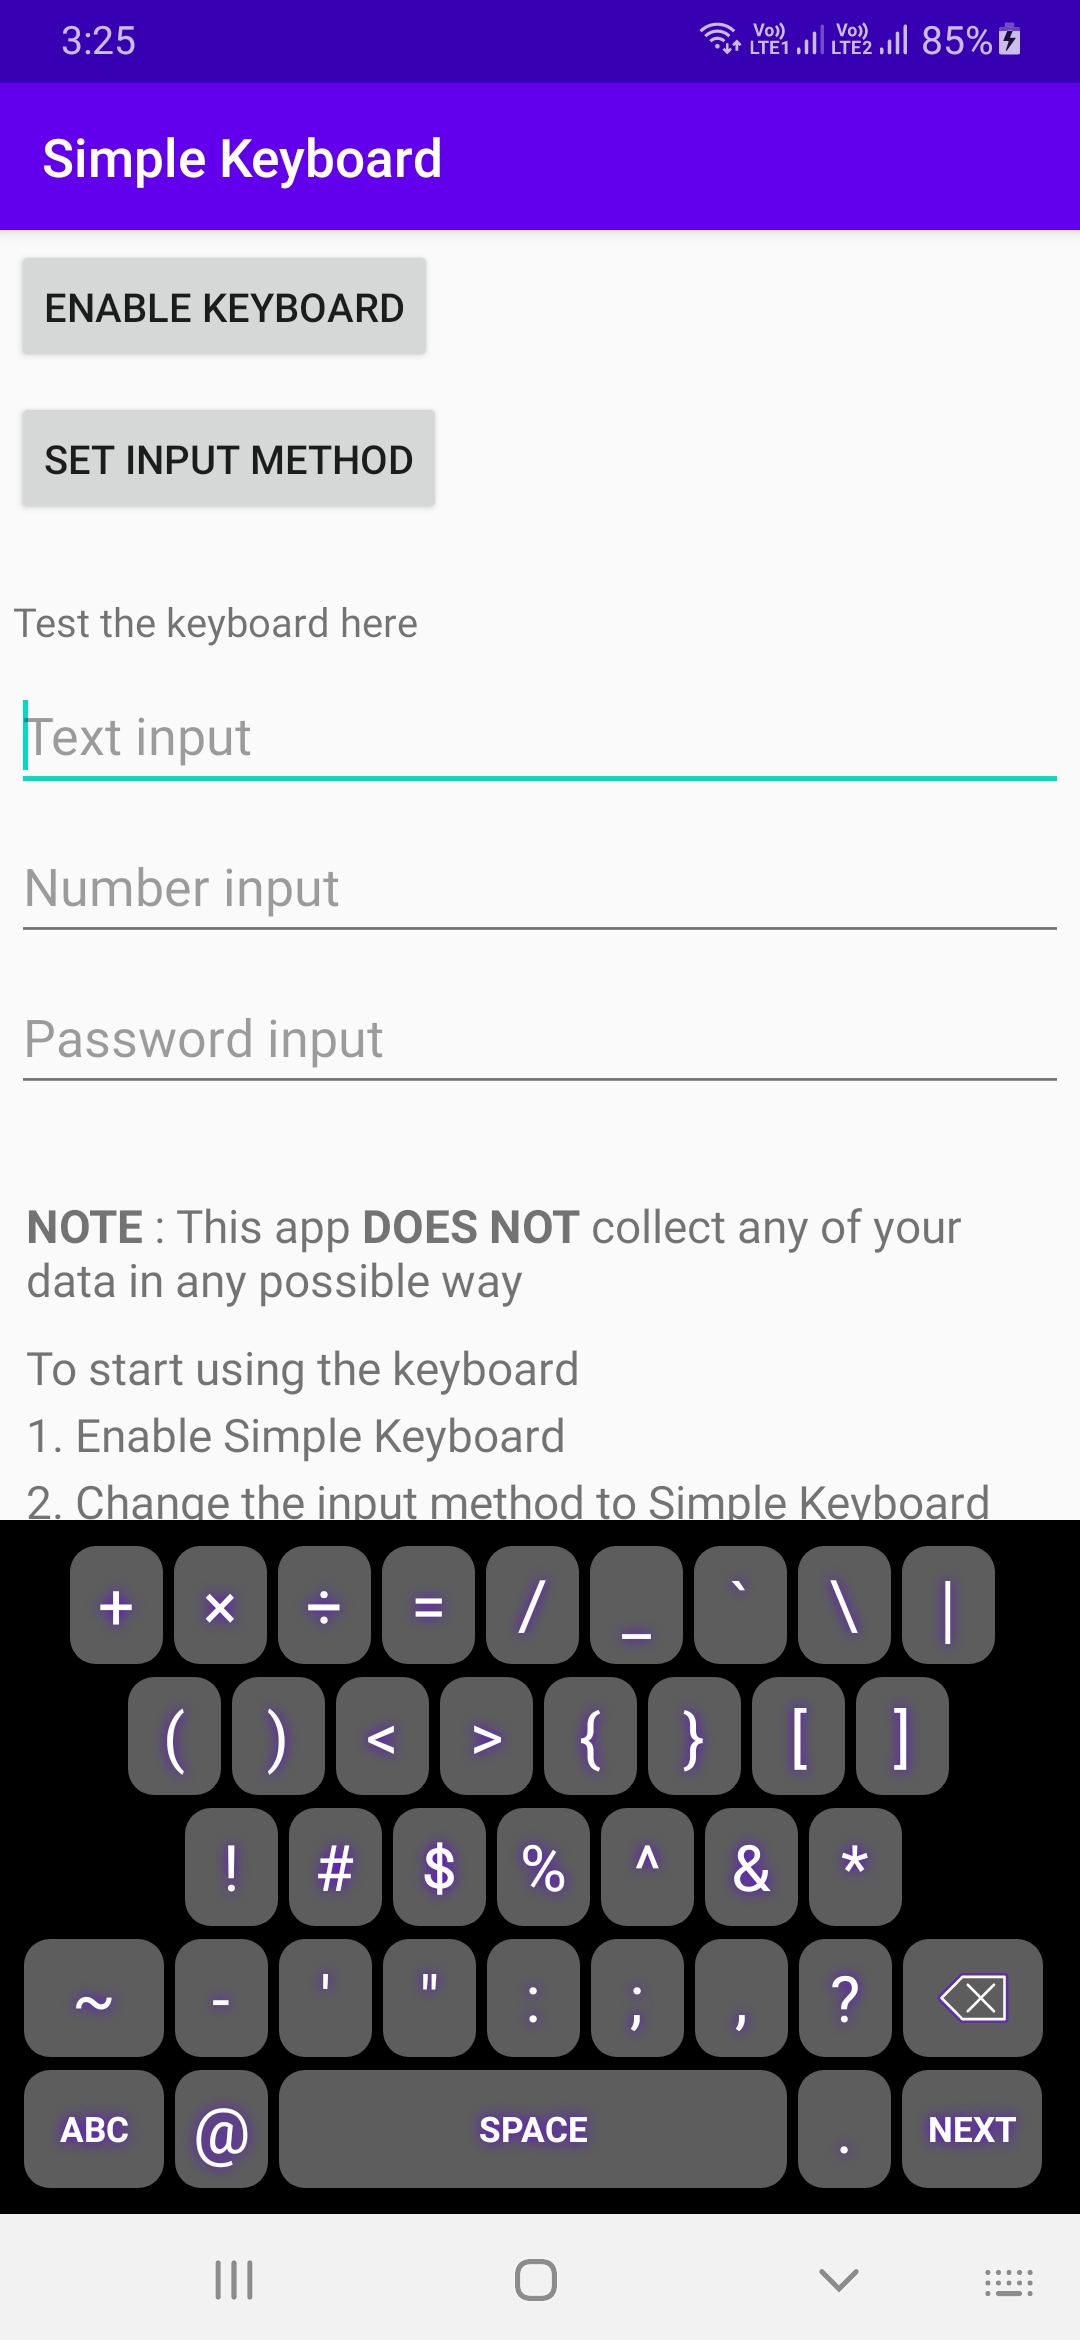 3:25 Vo)) LTE1 Vo)) LTE2 85%
Simple Keyboard
ENABLE KEYBOARD
SET INPUT METHOD
Test the keyboard here
Text input
Number input
Password input
NOTE : This app DOES NOT collect any of your
data in any possible way
To start using the keyboard
1. Enable Simple Keyboard
2. Change the input method to Simple Keyboard
+ × ÷ = / _ ` \ |
( ) < > { } [ ]
! # $ % ^ & *
~ - ' " : ; , ?
ABC @ SPACE . NEXT